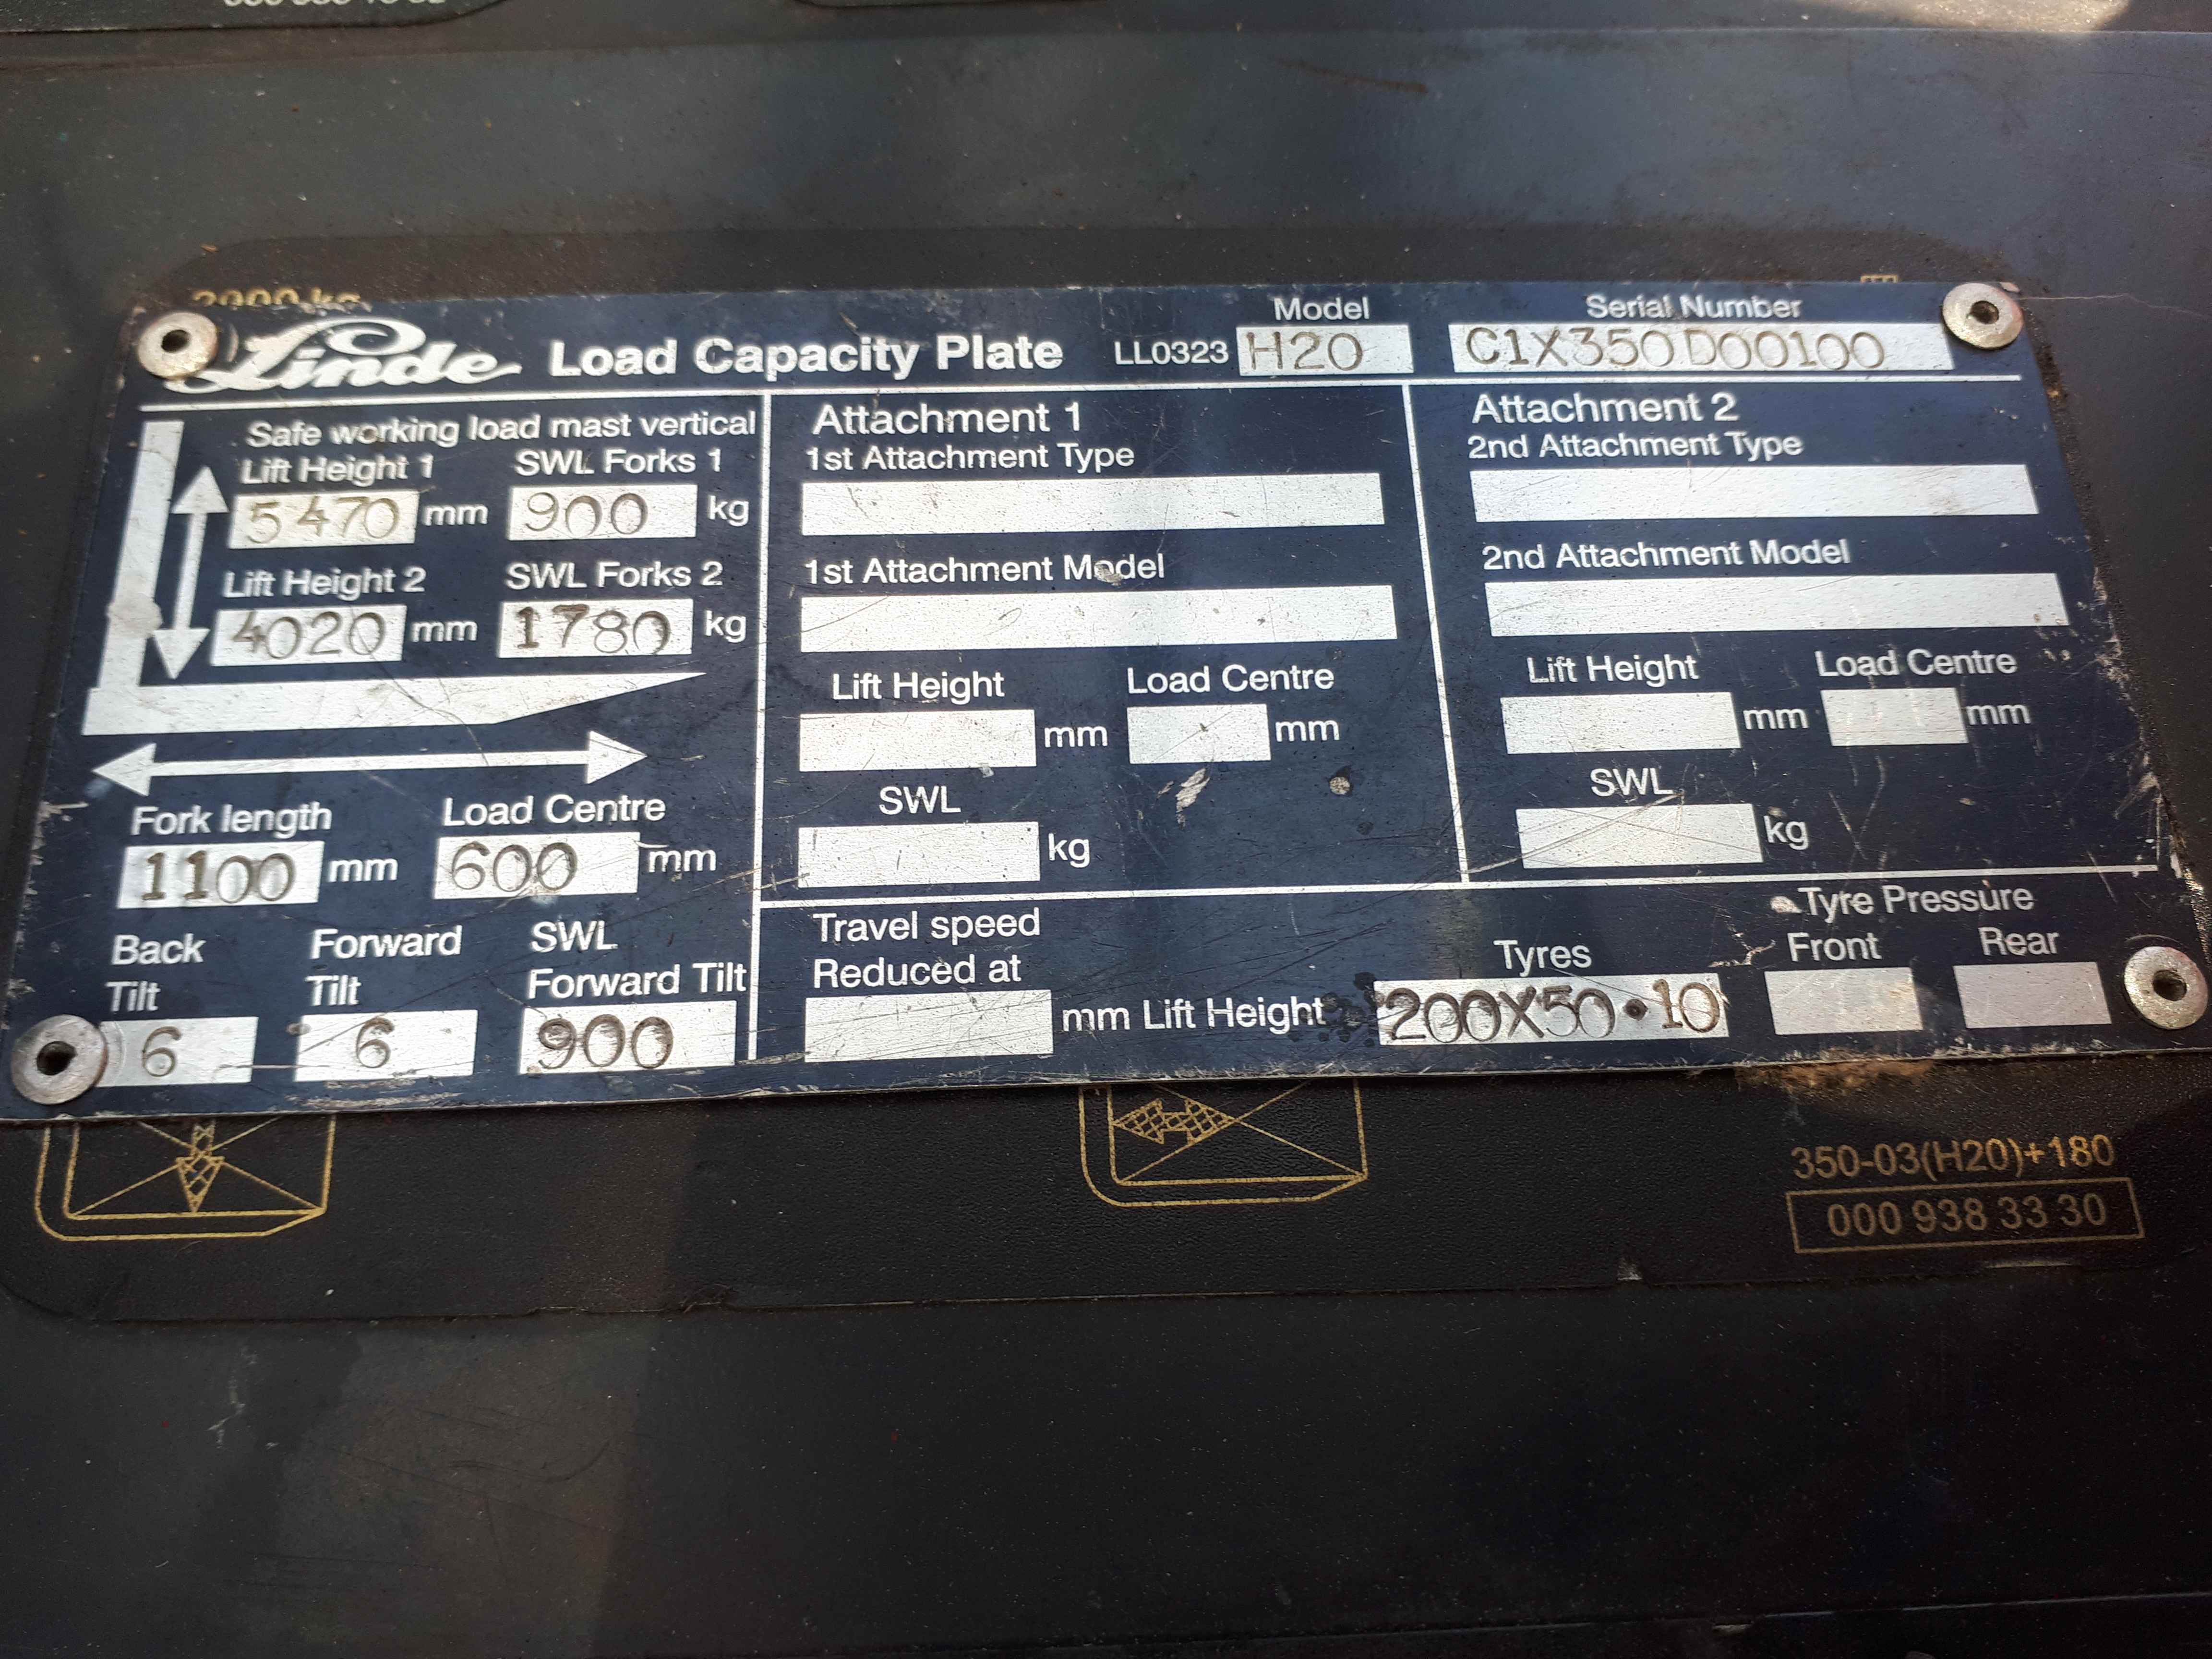 2000 kg
Linde Load Capacity Plate LL0323
Model
H20
Serial Number
C1X350D00100
Safe working load mast vertical
Lift Height 1 SWL Forks 1
5470 mm 900 kg
Lift Height 2 SWL Forks 2
4020 mm 1780 kg
Fork length Load Centre
1100 mm 600 mm
Back Tilt
6
Forward Tilt
6
SWL Forward Tilt
900
Attachment 1
1st Attachment Type
1st Attachment Model
Lift Height Load Centre
mm mm
SWL
kg
Attachment 2
2nd Attachment Type
2nd Attachment Model
Lift Height Load Centre
mm mm
SWL
kg
Travel speed
Reduced at
mm Lift Height
Tyres
200X50•10
Tyre Pressure
Front Rear
350-03(H20)+180
000 938 33 30